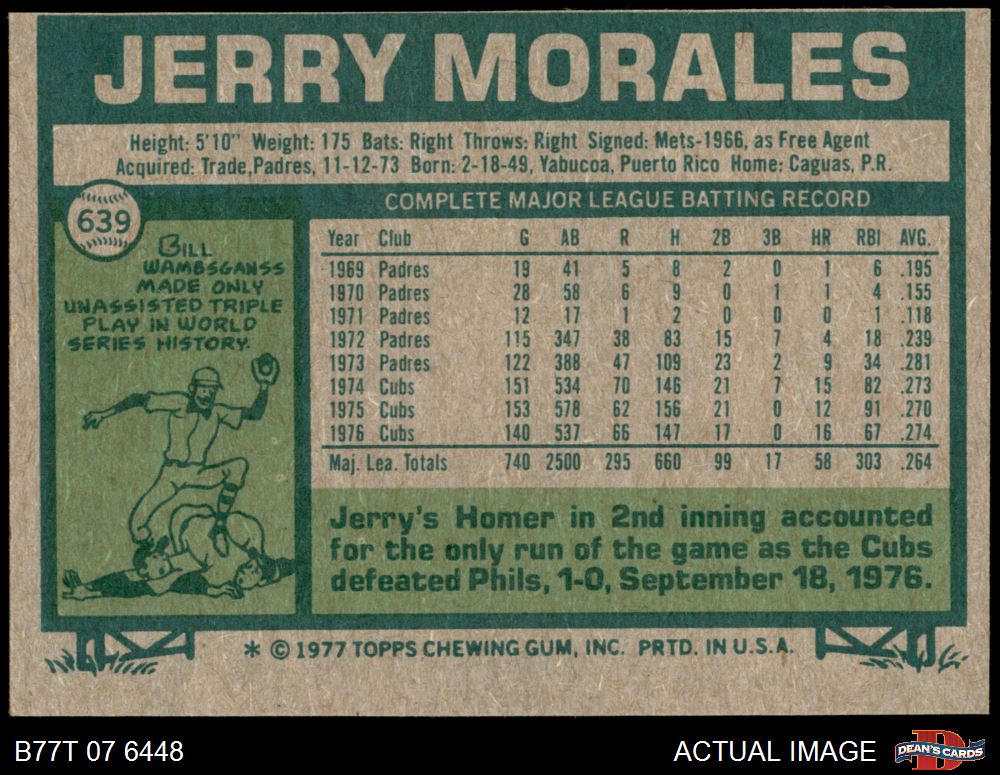 JERRY MORALES
Height: 5'10" Weight: 175 Bats: Right Throws: Right Signed: Mets-1966, as Free Agent
Acquired: Trade,Padres, 11-12-73 Born: 2-18-49, Yabucoa, Puerto Rico Home: Caguas, P.R.
639
BILL
WAMBSGANSS
MADE ONLY
UNASSISTED TRIPLE
PLAY IN WORLD
SERIES HISTORY.
COMPLETE MAJOR LEAGUE BATTING RECORD
Year Club G AB R H 2B 3B HR RBI AVG.
1969 Padres 19 41 5 8 2 0 1 6 .195
1970 Padres 28 58 6 9 0 1 1 4 .155
1971 Padres 12 17 1 2 0 0 0 1 .118
1972 Padres 115 347 38 83 15 7 4 18 .239
1973 Padres 122 388 47 109 23 2 9 34 .281
1974 Cubs 151 534 70 146 21 7 15 82 .273
1975 Cubs 153 578 62 156 21 0 12 91 .270
1976 Cubs 140 537 66 147 17 0 16 67 .274
Maj. Lea. Totals 740 2500 295 660 99 17 58 303 .264
Jerry's Homer in 2nd inning accounted
for the only run of the game as the Cubs
defeated Phils, 1-0, September 18, 1976.
* © 1977 TOPPS CHEWING GUM, INC. PRTD. IN U.S.A.
B77T 07 6448
ACTUAL IMAGE
DEAN'S CARDS